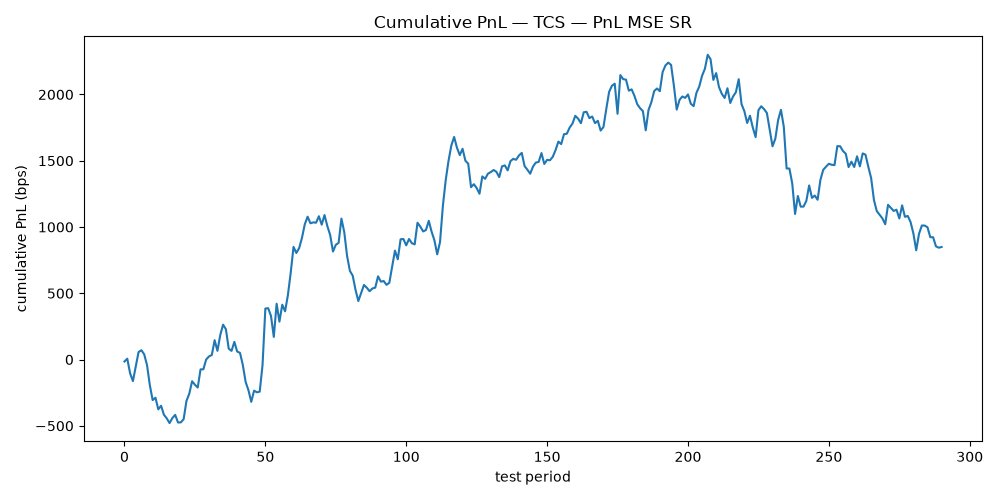 Cumulative PnL — TCS — PnL MSE SR
cumulative PnL (bps)
2000
1500
1000
500
0
−500
0 50 100 150 200 250 300
test period